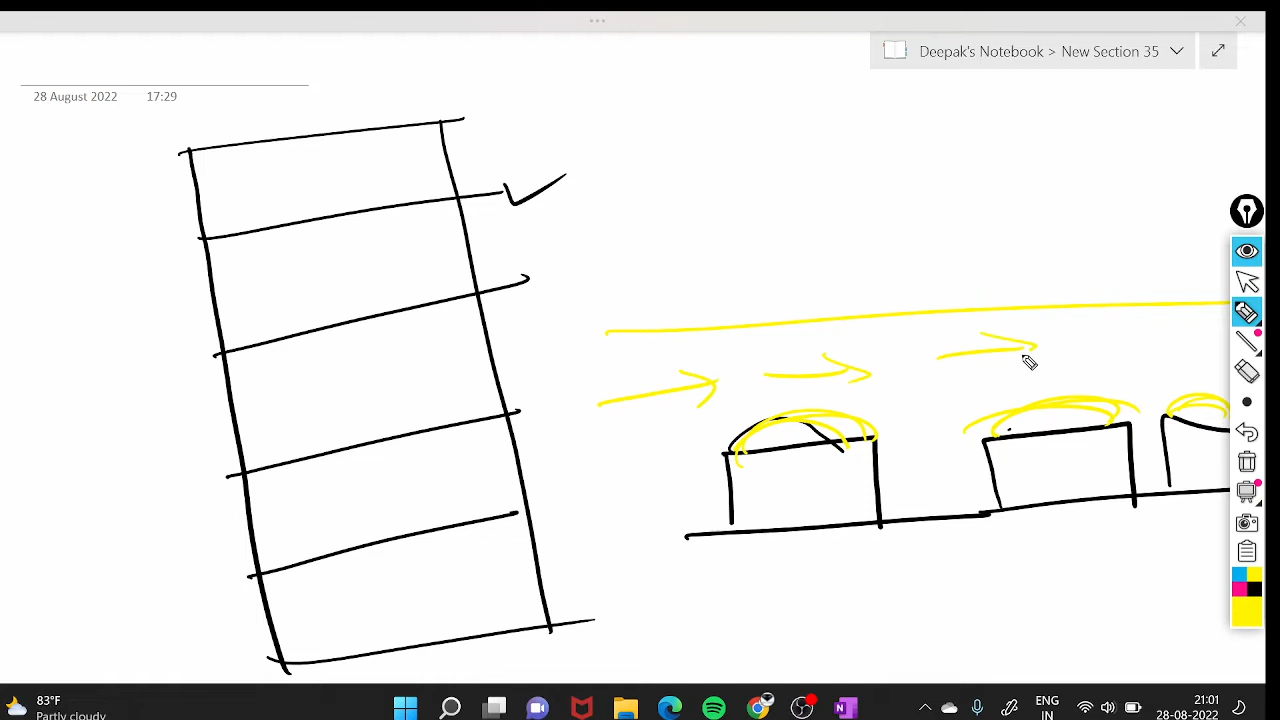 Deepak's Notebook > New Section 35
28 August 2022 17:29
83°F
Partly cloudy
ENG
IN
21:01
28-08-2022